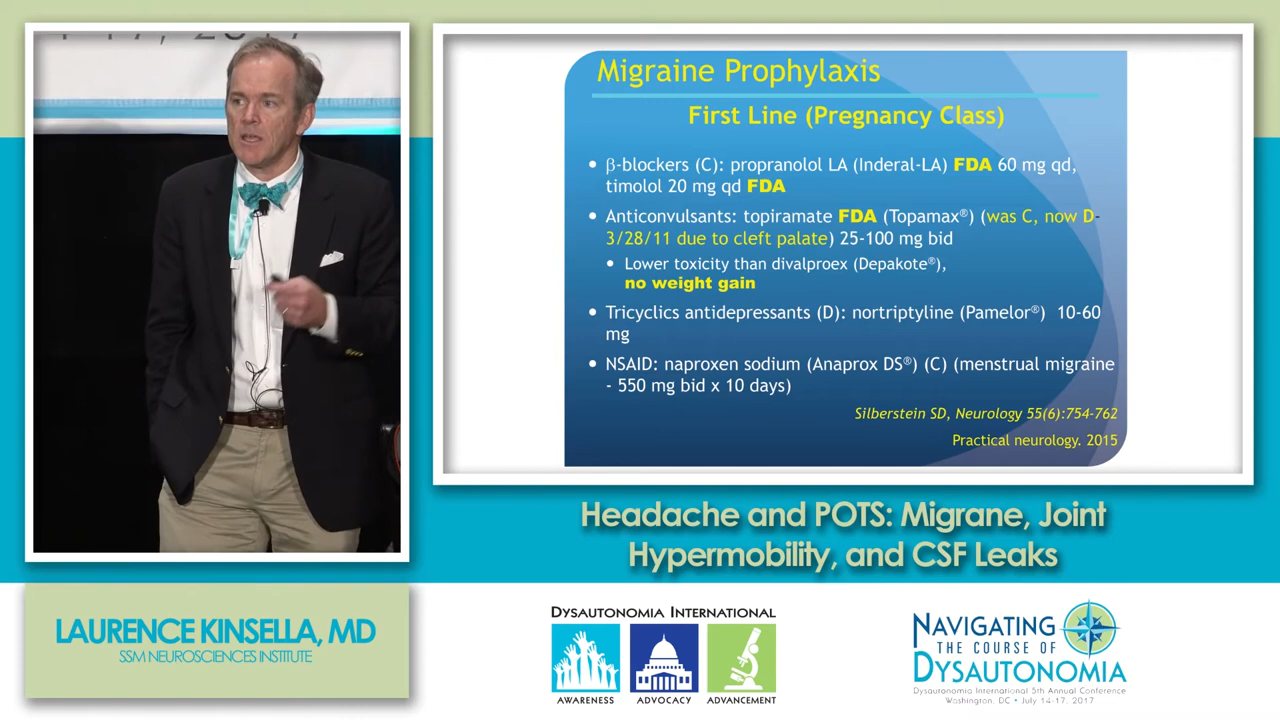 17, 2017
Migraine Prophylaxis
First Line (Pregnancy Class)
• β-blockers (C): propranolol LA (Inderal-LA) FDA 60 mg qd,
timolol 20 mg qd FDA
• Anticonvulsants: topiramate FDA (Topamax®) (was C, now D-
3/28/11 due to cleft palate) 25-100 mg bid
• Lower toxicity than divalproex (Depakote®),
no weight gain
• Tricyclics antidepressants (D): nortriptyline (Pamelor®) 10-60
mg
• NSAID: naproxen sodium (Anaprox DS®) (C) (menstrual migraine
- 550 mg bid x 10 days)
Silberstein SD, Neurology 55(6):754-762
Practical neurology. 2015
Headache and POTS: Migrane, Joint
Hypermobility, and CSF Leaks
LAURENCE KINSELLA, MD
SSM NEUROSCIENCES INSTITUTE
DYSAUTONOMIA INTERNATIONAL
AWARENESS
ADVOCACY
ADVANCEMENT
NAVIGATING
THE COURSE OF
DYSAUTONOMIA
Dysautonomia International 5th Annual Conference
Washington, DC • July 14-17, 2017